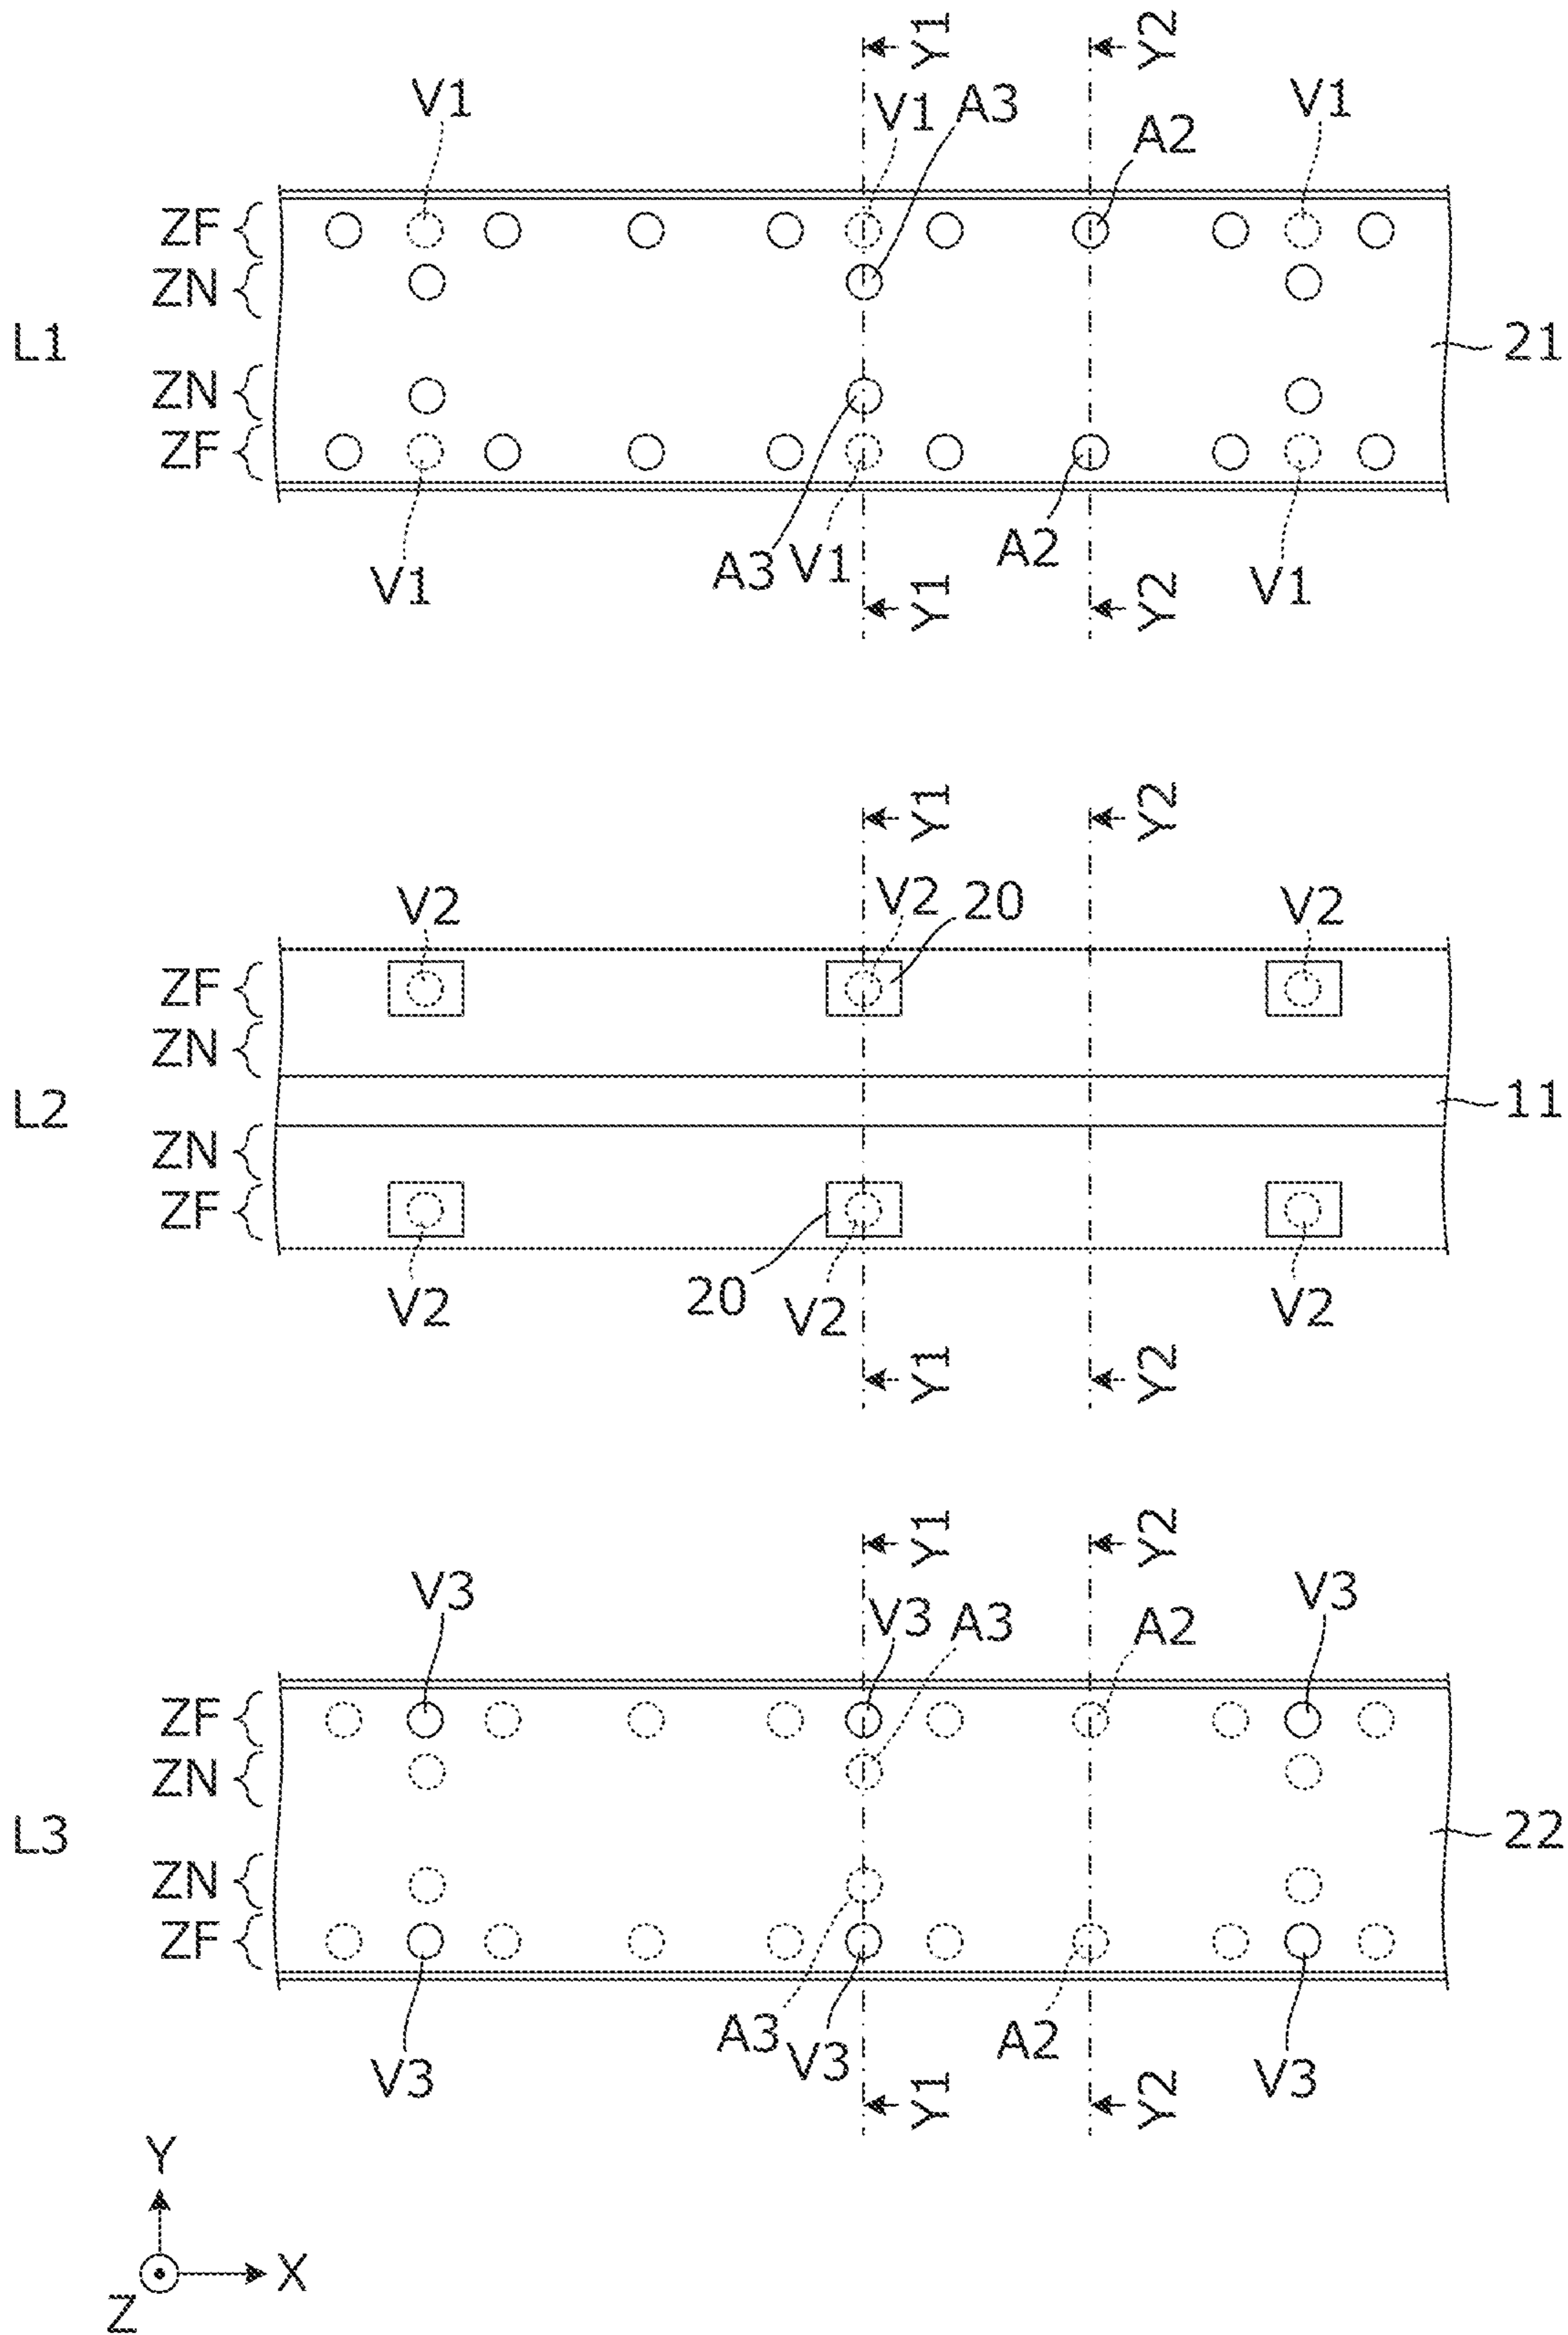 Y1 Y2
V1 V1 A3 A2 V1
ZF
ZN
L1 21
ZN
ZF
V1 A3 V1 A2 V1
Y1 Y2
Y1 Y2
V2 V2 20 V2
ZF
ZN
L2 11
ZN
ZF
V2 20 V2 V2
Y1 Y2
Y1 Y2
V3 V3 A3 A2 V3
ZF
ZN
L3 22
ZN
ZF
V3 A3 V3 A2 V3
Y1 Y2
Y
X
Z